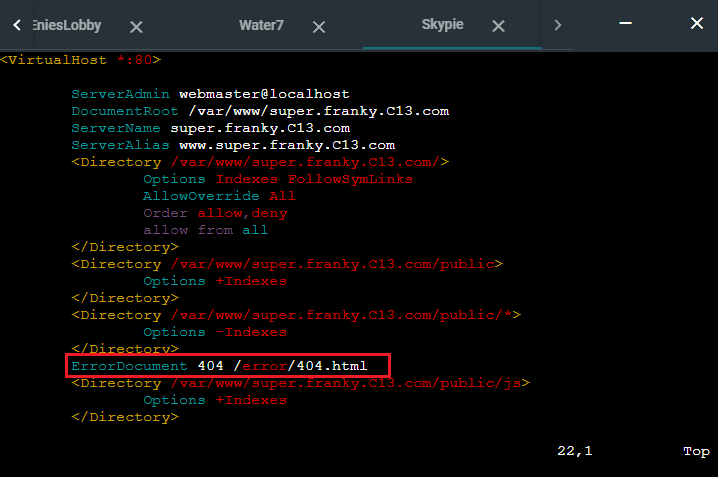 EniesLobby Water7 Skypie
<VirtualHost *:80>
ServerAdmin webmaster@localhost
DocumentRoot /var/www/super.franky.C13.com
ServerName super.franky.C13.com
ServerAlias www.super.franky.C13.com
<Directory /var/www/super.franky.C13.com/>
Options Indexes FollowSymLinks
AllowOverride All
Order allow,deny
allow from all
</Directory>
<Directory /var/www/super.franky.C13.com/public>
Options +Indexes
</Directory>
<Directory /var/www/super.franky.C13.com/public/*>
Options -Indexes
</Directory>
ErrorDocument 404 /error/404.html
<Directory /var/www/super.franky.C13.com/public/js>
Options +Indexes
</Directory>
22,1 Top